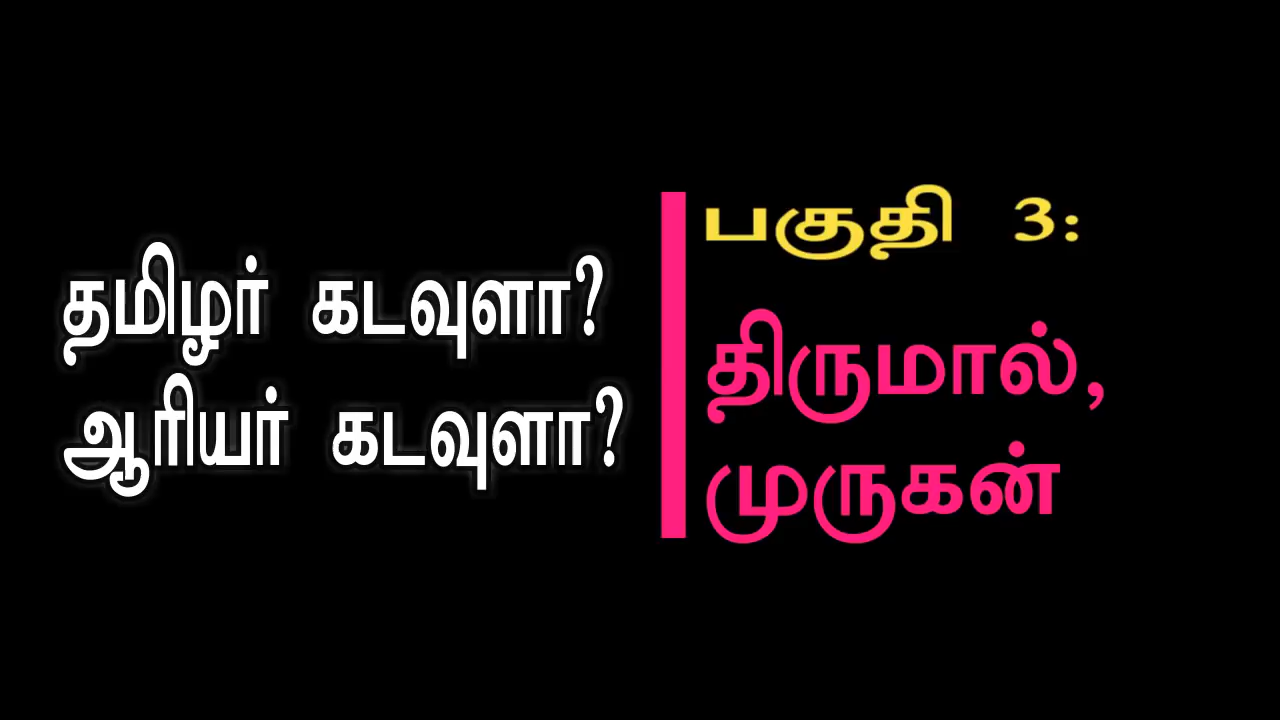 தமிழர் கடவுளா?
ஆரியர் கடவுளா?
பகுதி 3:
திருமால்,
முருகன்